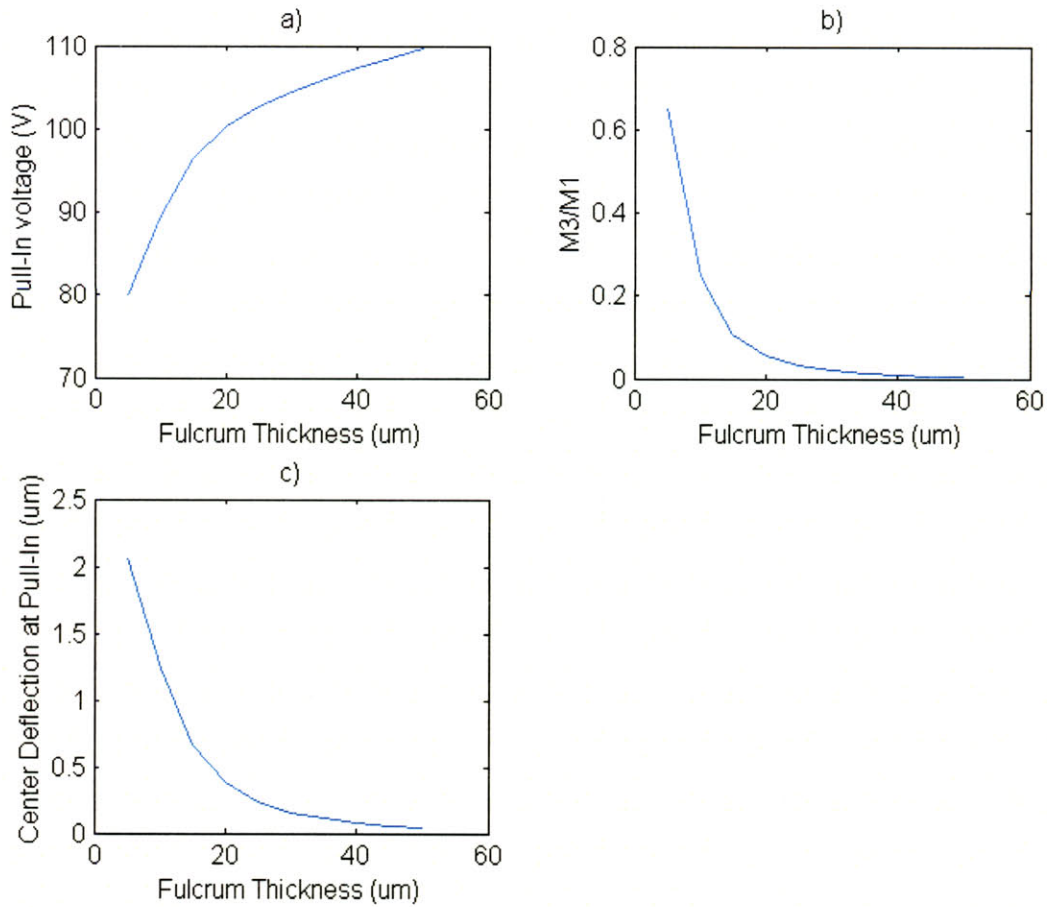 a)
110
100
90
80
70
Pull-In voltage (V)
0 20 40 60
Fulcrum Thickness (um)
b)
0.8
0.6
0.4
0.2
0
M3/M1
0 20 40 60
Fulcrum Thickness (um)
c)
2.5
2
1.5
1
0.5
0
Center Deflection at Pull-In (um)
0 20 40 60
Fulcrum Thickness (um)